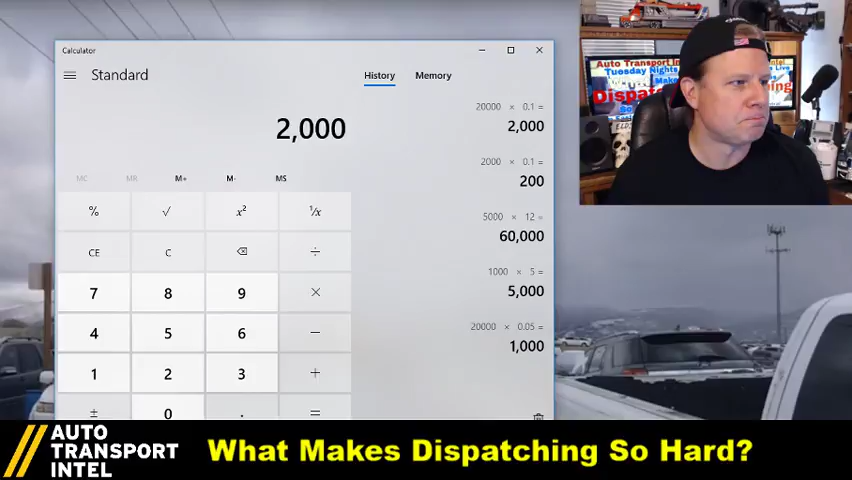 Calculator
Standard
History
Memory
2,000
MC MR M+ M- MS
% √ x² ¹/x
CE C ⌫ ÷
7 8 9 ×
4 5 6 −
1 2 3 +
± 0 . =
20000 × 0.1 =
2,000
2000 × 0.1 =
200
5000 × 12 =
60,000
1000 × 5 =
5,000
20000 × 0.05 =
1,000
Auto Transport
Tuesday Nights
Live
AUTO
TRANSPORT
INTEL
What Makes Dispatching So Hard?